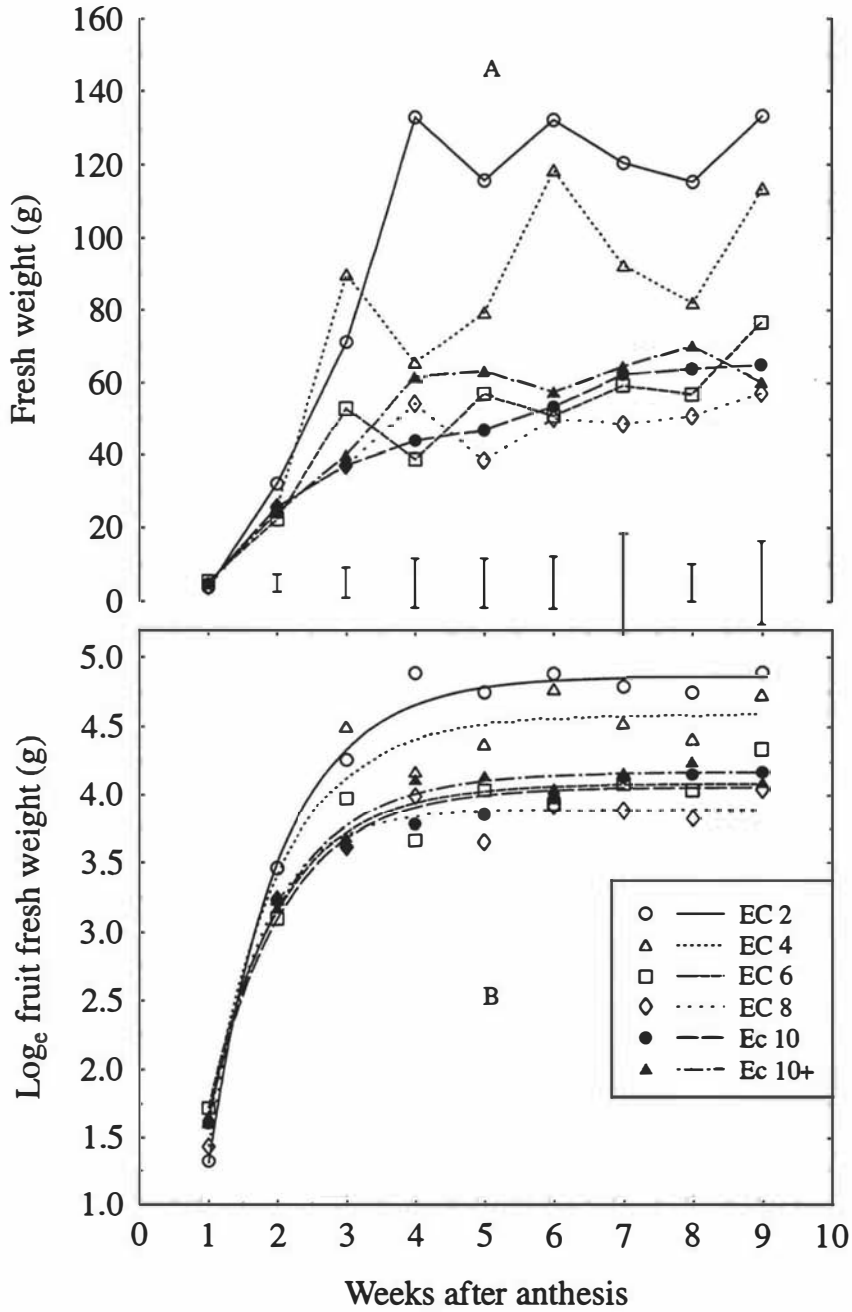 160
140
120
100
80
60
40
20
0
Fresh weight (g)
A
5.0
4.5
4.0
3.5
3.0
2.5
2.0
1.5
1.0
Log_e fruit fresh weight (g)
B
EC 2
EC 4
EC 6
EC 8
Ec 10
Ec 10+
0 1 2 3 4 5 6 7 8 9 10
Weeks after anthesis